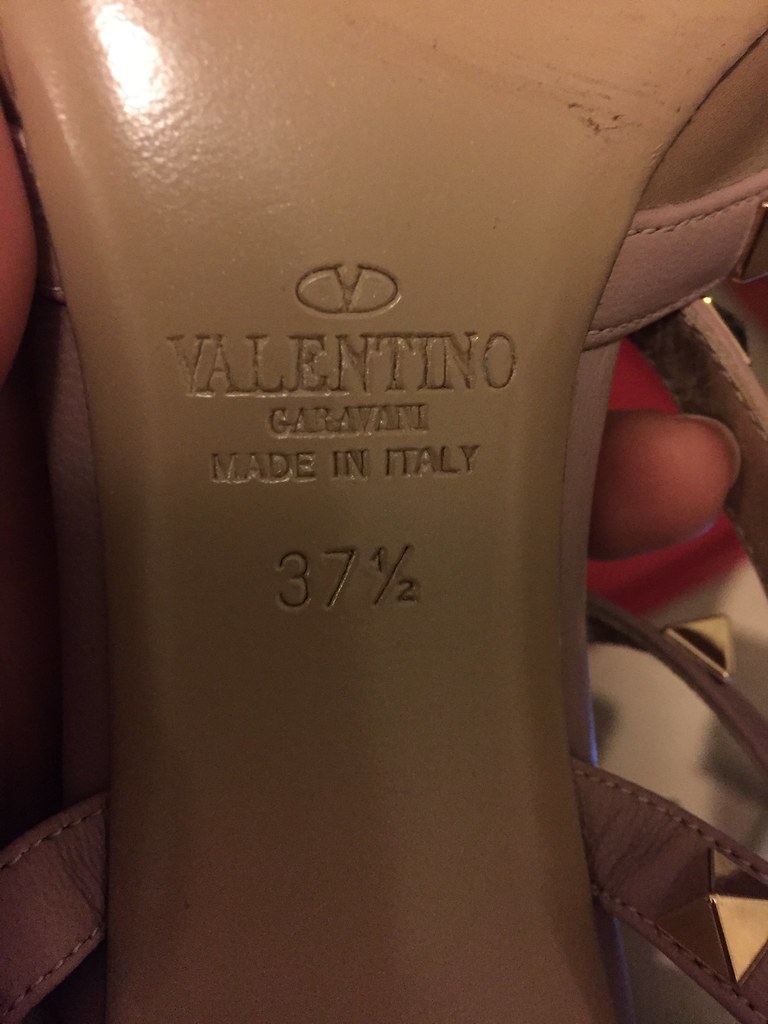 VALENTINO
GARAVANI
MADE IN ITALY
37½